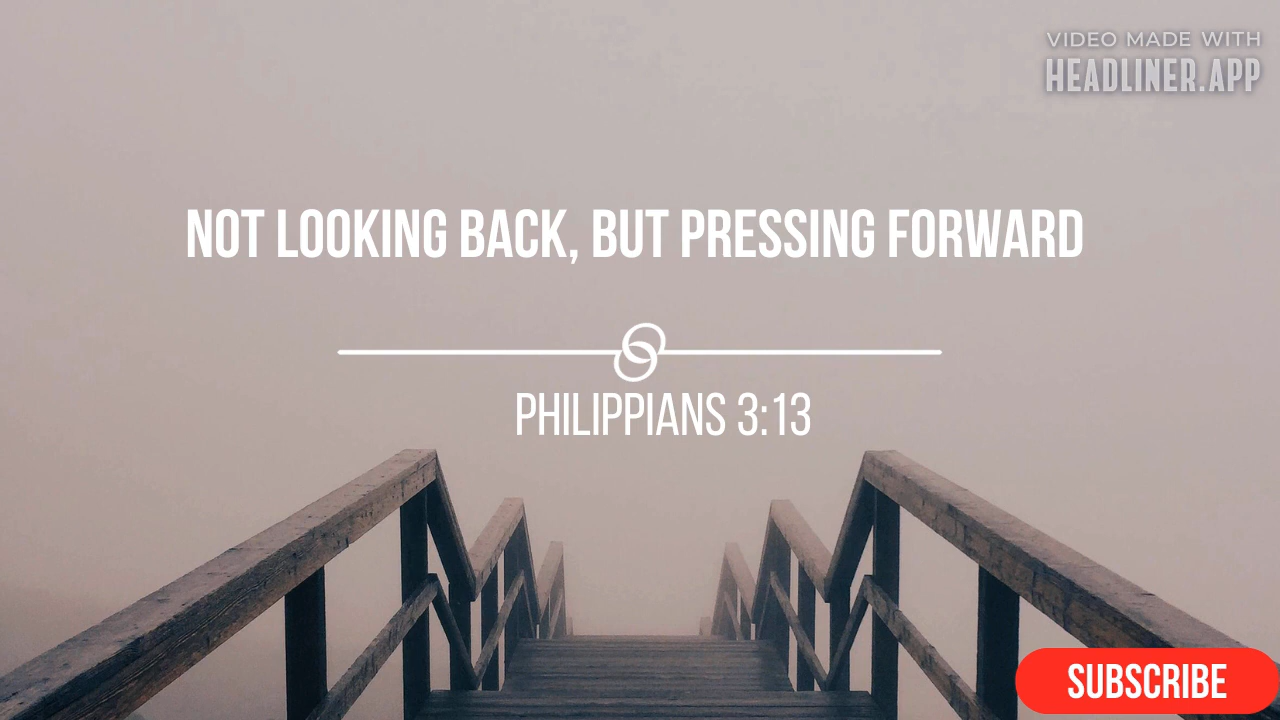 VIDEO MADE WITH
HEADLINER.APP
NOT LOOKING BACK, BUT PRESSING FORWARD
PHILIPPIANS 3:13
SUBSCRIBE